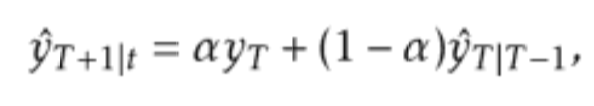 ŷ_{T+1|t} = αy_T + (1 − α)ŷ_{T|T−1},